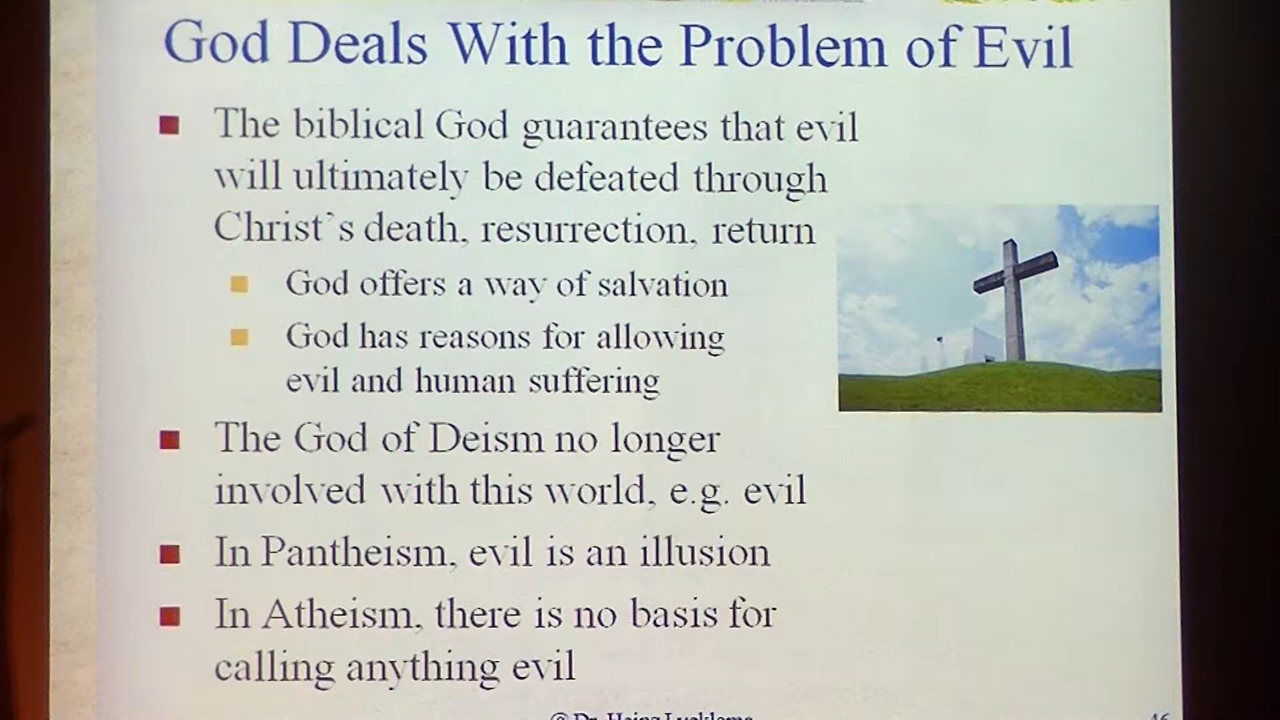 God Deals With the Problem of Evil
The biblical God guarantees that evil
will ultimately be defeated through
Christ's death, resurrection, return
God offers a way of salvation
God has reasons for allowing
evil and human suffering
The God of Deism no longer
involved with this world, e.g. evil
In Pantheism, evil is an illusion
In Atheism, there is no basis for
calling anything evil
© Dr. Heinz